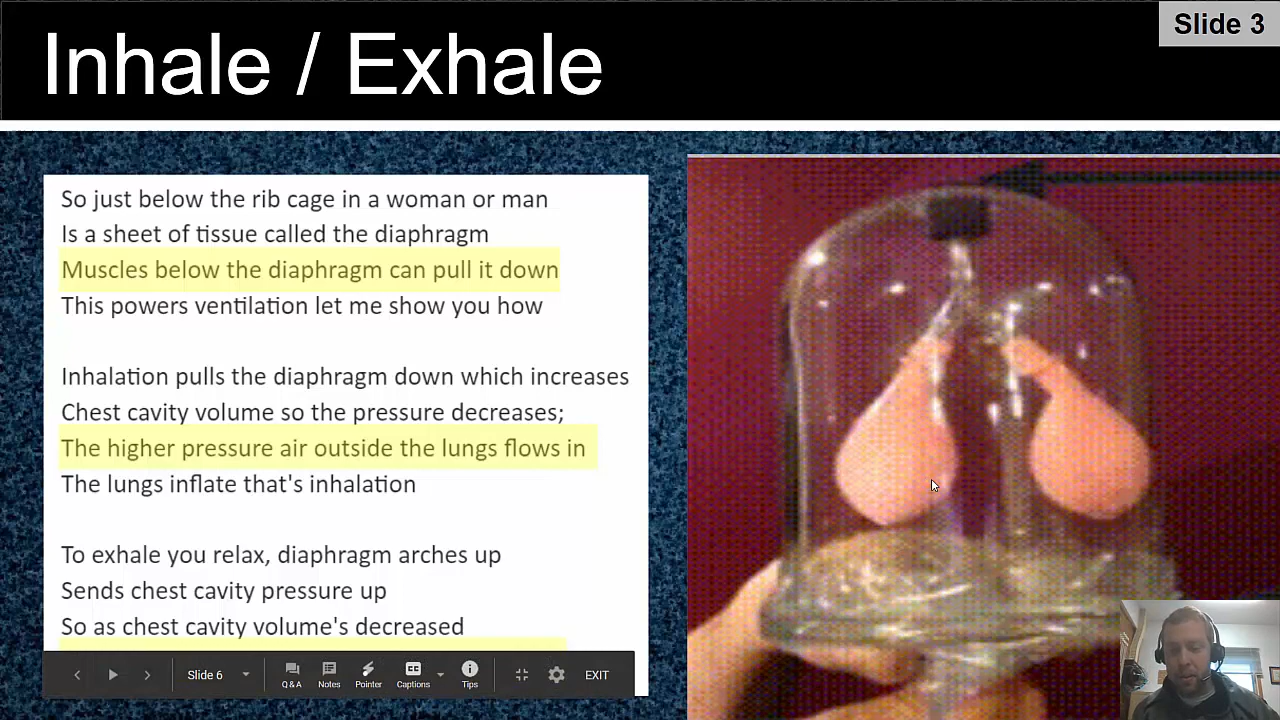 Slide 3
Inhale / Exhale
So just below the rib cage in a woman or man
Is a sheet of tissue called the diaphragm
Muscles below the diaphragm can pull it down
This powers ventilation let me show you how
Inhalation pulls the diaphragm down which increases
Chest cavity volume so the pressure decreases;
The higher pressure air outside the lungs flows in
The lungs inflate that's inhalation
To exhale you relax, diaphragm arches up
Sends chest cavity pressure up
So as chest cavity volume's decreased
Slide 6
Q & A
Notes
Pointer
CC
Captions
Tips
EXIT